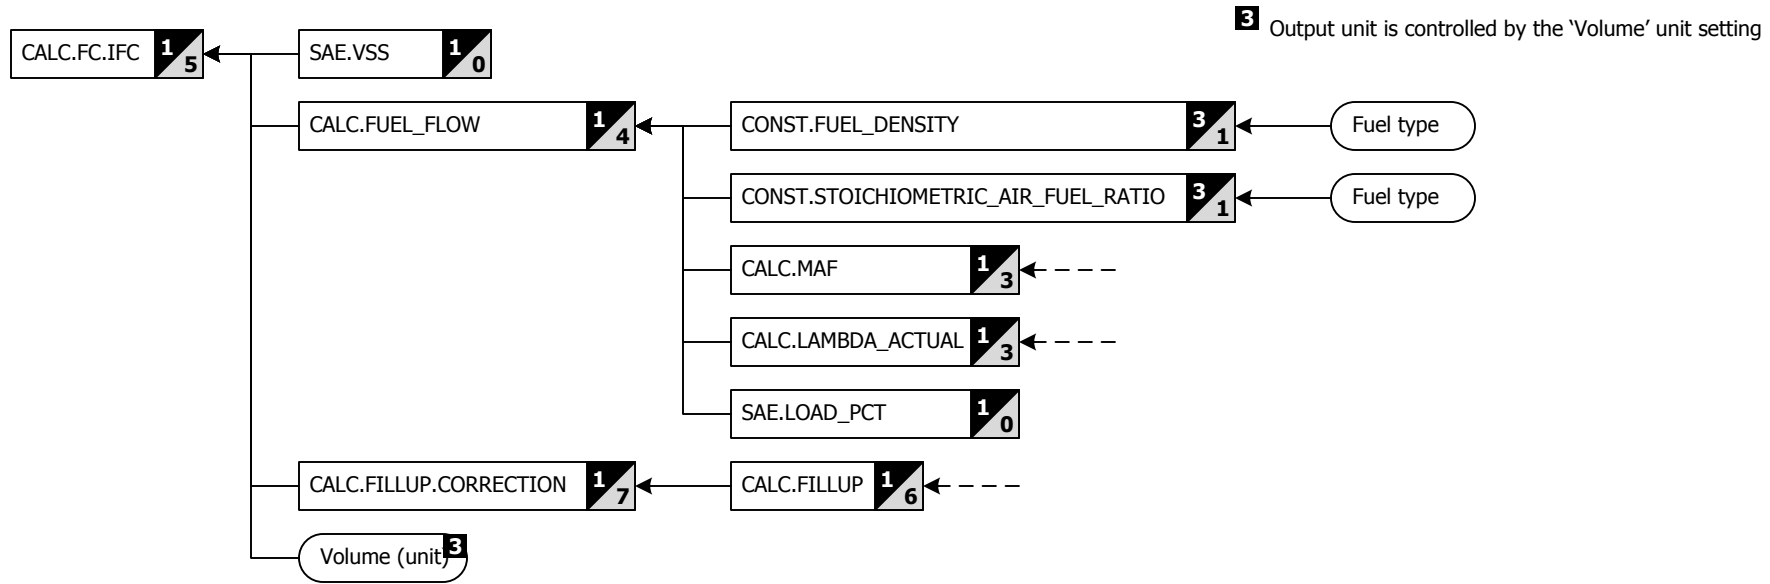 3 Output unit is controlled by the ‘Volume’ unit setting
CALC.FC.IFC 1 5 SAE.VSS 1 0
CALC.FUEL_FLOW 1 4 CONST.FUEL_DENSITY 3 1 Fuel type
CONST.STOICHIOMETRIC_AIR_FUEL_RATIO 3 1 Fuel type
CALC.MAF 1 3
CALC.LAMBDA_ACTUAL 1 3
SAE.LOAD_PCT 1 0
CALC.FILLUP.CORRECTION 1 7 CALC.FILLUP 1 6
Volume (unit) 3